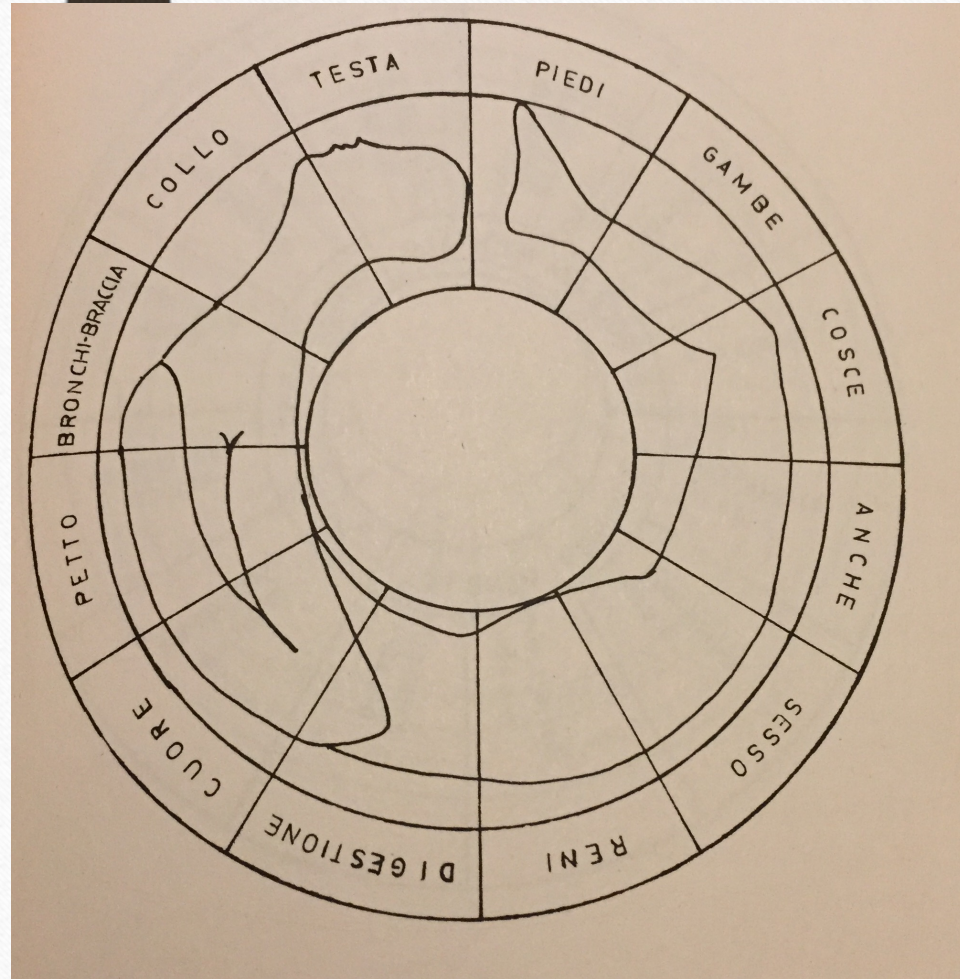 TESTA
COLLO
BRONCHI-BRACCIA
PETTO
CUORE
DIGESTIONE
RENI
SESSO
ANCHE
COSCE
GAMBE
PIEDI